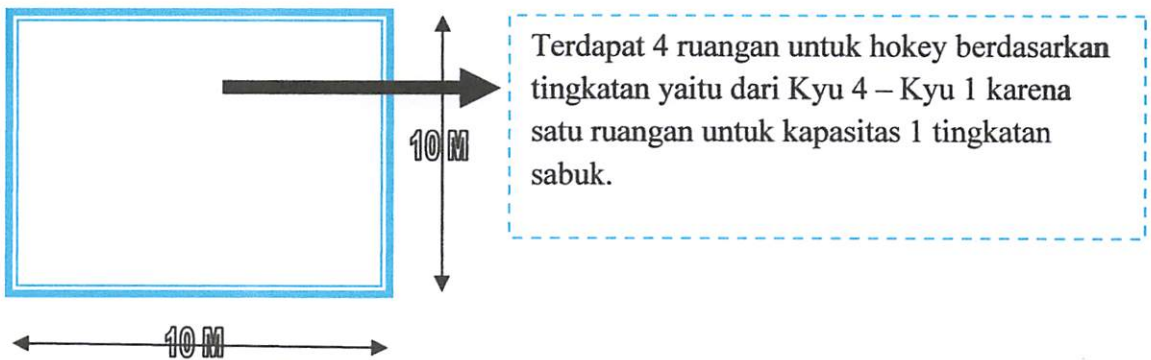 Terdapat 4 ruangan untuk hokey berdasarkan
tingkatan yaitu dari Kyu 4 – Kyu 1 karena
satu ruangan untuk kapasitas 1 tingkatan
sabuk.
10 M
10 M